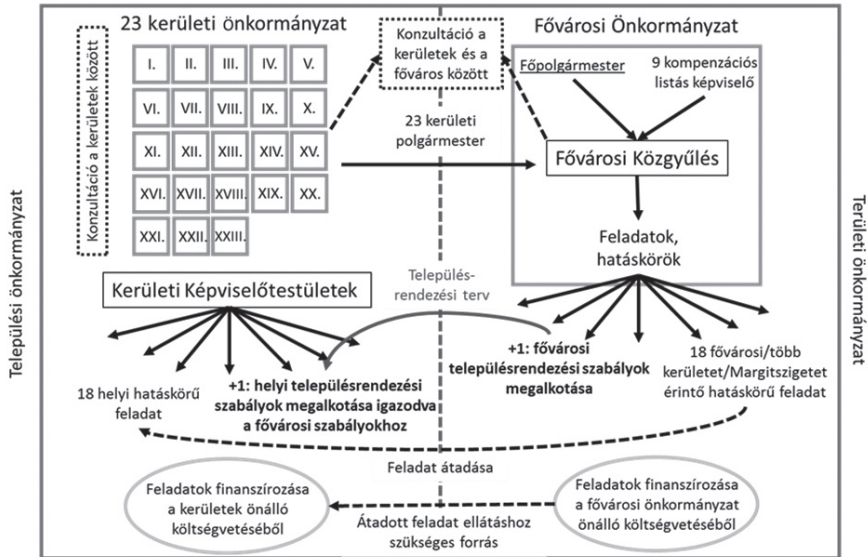 23 kerületi önkormányzat
Konzultáció a kerületek között
I. II. III. IV. V.
VI. VII. VIII. IX. X.
XI. XII. XIII. XIV. XV.
XVI. XVII. XVIII. XIX. XX.
XXI. XXII. XXIII.
Konzultáció a
kerületek és a
főváros között
Fővárosi Önkormányzat
Főpolgármester
9 kompenzációs
listás képviselő
23 kerületi
polgármester
Fővárosi Közgyűlés
Feladatok,
hatáskörök
Települési önkormányzat
Területi önkormányzat
Kerületi Képviselőtestületek
Település-
rendezési terv
18 helyi hatáskörű
feladat
+1: helyi településrendezési
szabályok megalkotása igazodva
a fővárosi szabályokhoz
+1: fővárosi
településrendezési szabályok
megalkotása
18 fővárosi/több
kerületet/Margitszigetet
érintő hatáskörű feladat
Feladat átadása
Feladatok finanszírozása
a kerületek önálló
költségvetéséből
Átadott feladat ellátáshoz
szükséges forrás
Feladatok finanszírozása
a fővárosi önkormányzat
önálló költségvetéséből